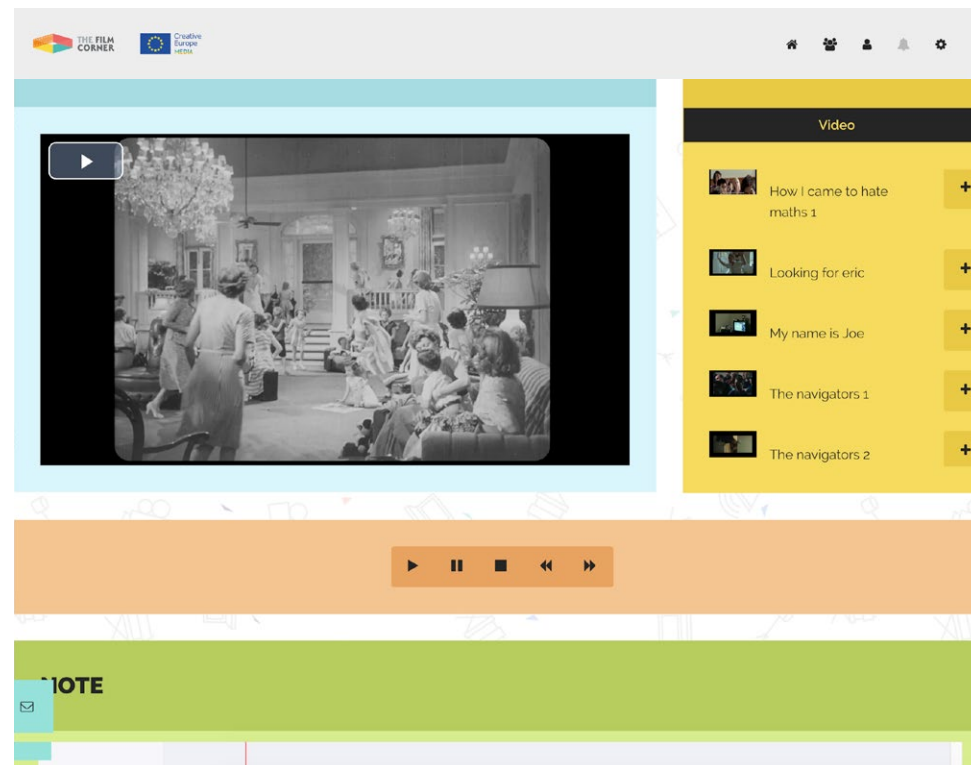 THE FILM
CORNER
Creative
Europe
MEDIA
Video
How I came to hate
maths 1
Looking for eric
My name is Joe
The navigators 1
The navigators 2
NOTE